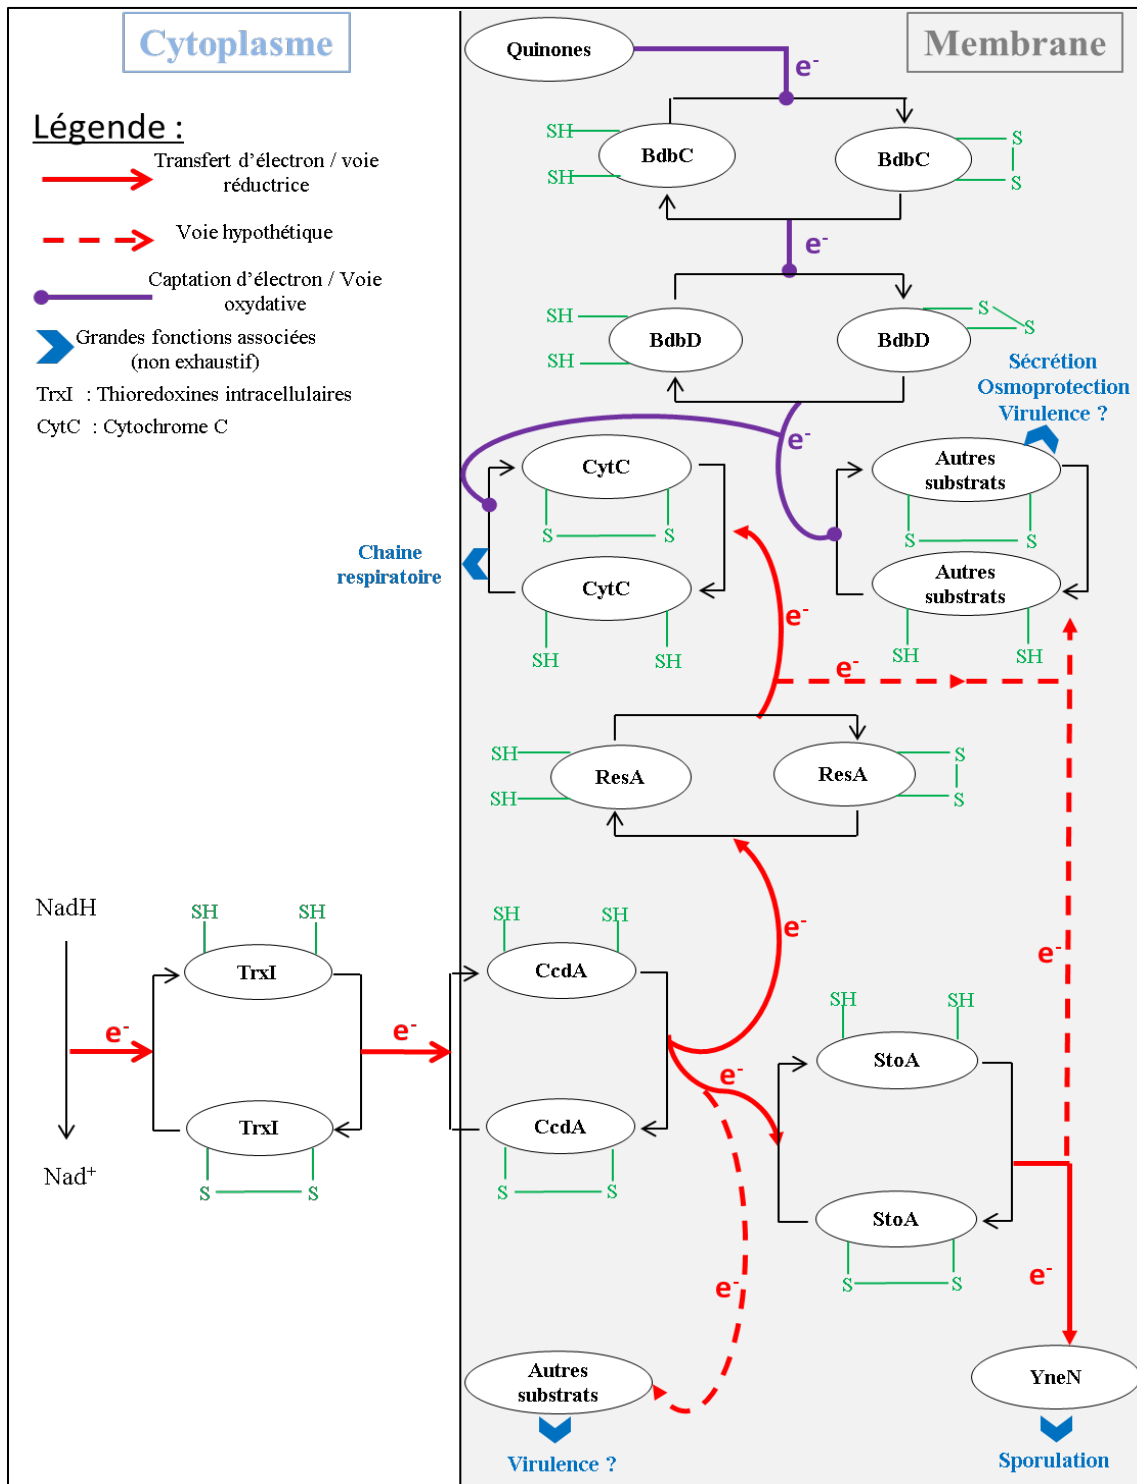 Cytoplasme
Membrane
Quinones
e-
Légende :
Transfert d'électron / voie
réductrice
Voie hypothétique
Captation d'électron / Voie
oxydative
Grandes fonctions associées
(non exhaustif)
TrxI : Thioredoxines intracellulaires
CytC : Cytochrome C
SH
SH
BdbC
BdbC
S
S
e-
SH
SH
BdbD
BdbD
S
S
Sécrétion
Osmoprotection
Virulence ?
e-
CytC
S
S
CytC
SH
SH
Chaine
respiratoire
Autres
substrats
S
S
Autres
substrats
SH
SH
e-
e-
SH
SH
ResA
ResA
S
S
e-
e-
NadH
Nad+
e-
SH
SH
TrxI
TrxI
S
S
e-
SH
SH
CcdA
CcdA
S
S
e-
SH
SH
StoA
StoA
S
S
e-
e-
Autres
substrats
Virulence ?
YneN
Sporulation